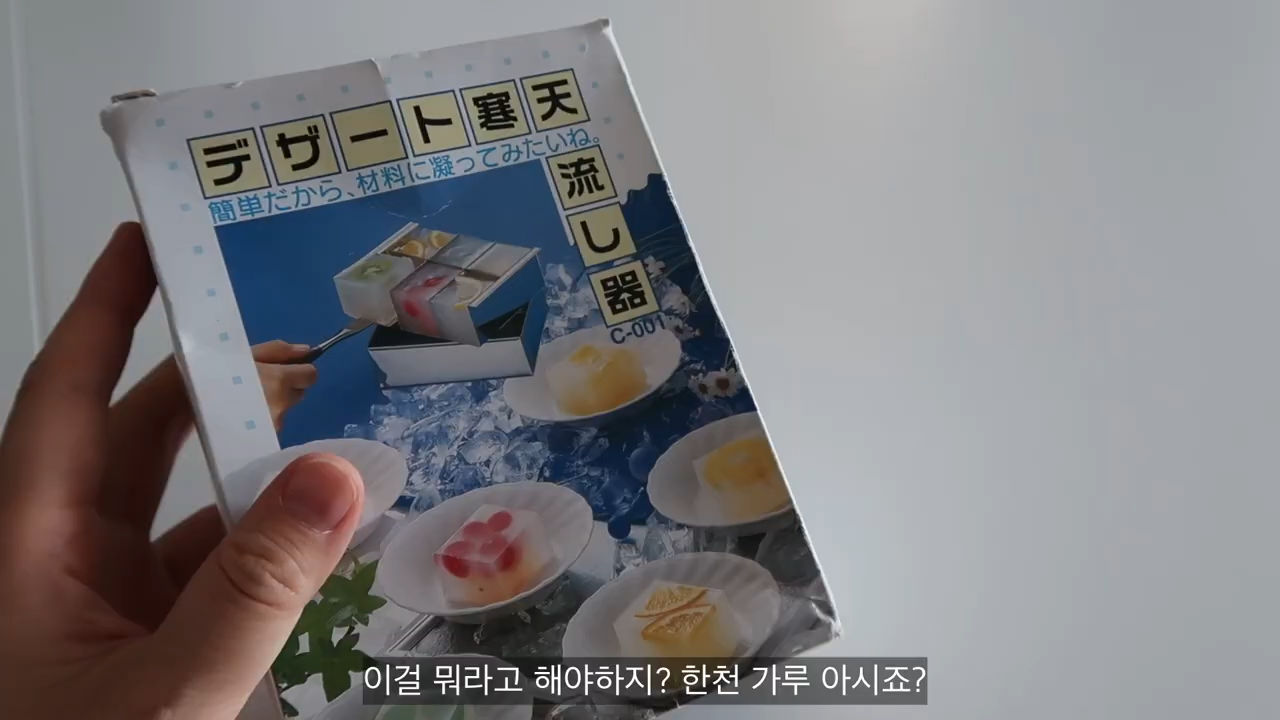 デザート寒天
簡単だから、材料に凝ってみたいね。
流し器
C-001
이걸 뭐라고 해야하지? 한천 가루 아시죠?